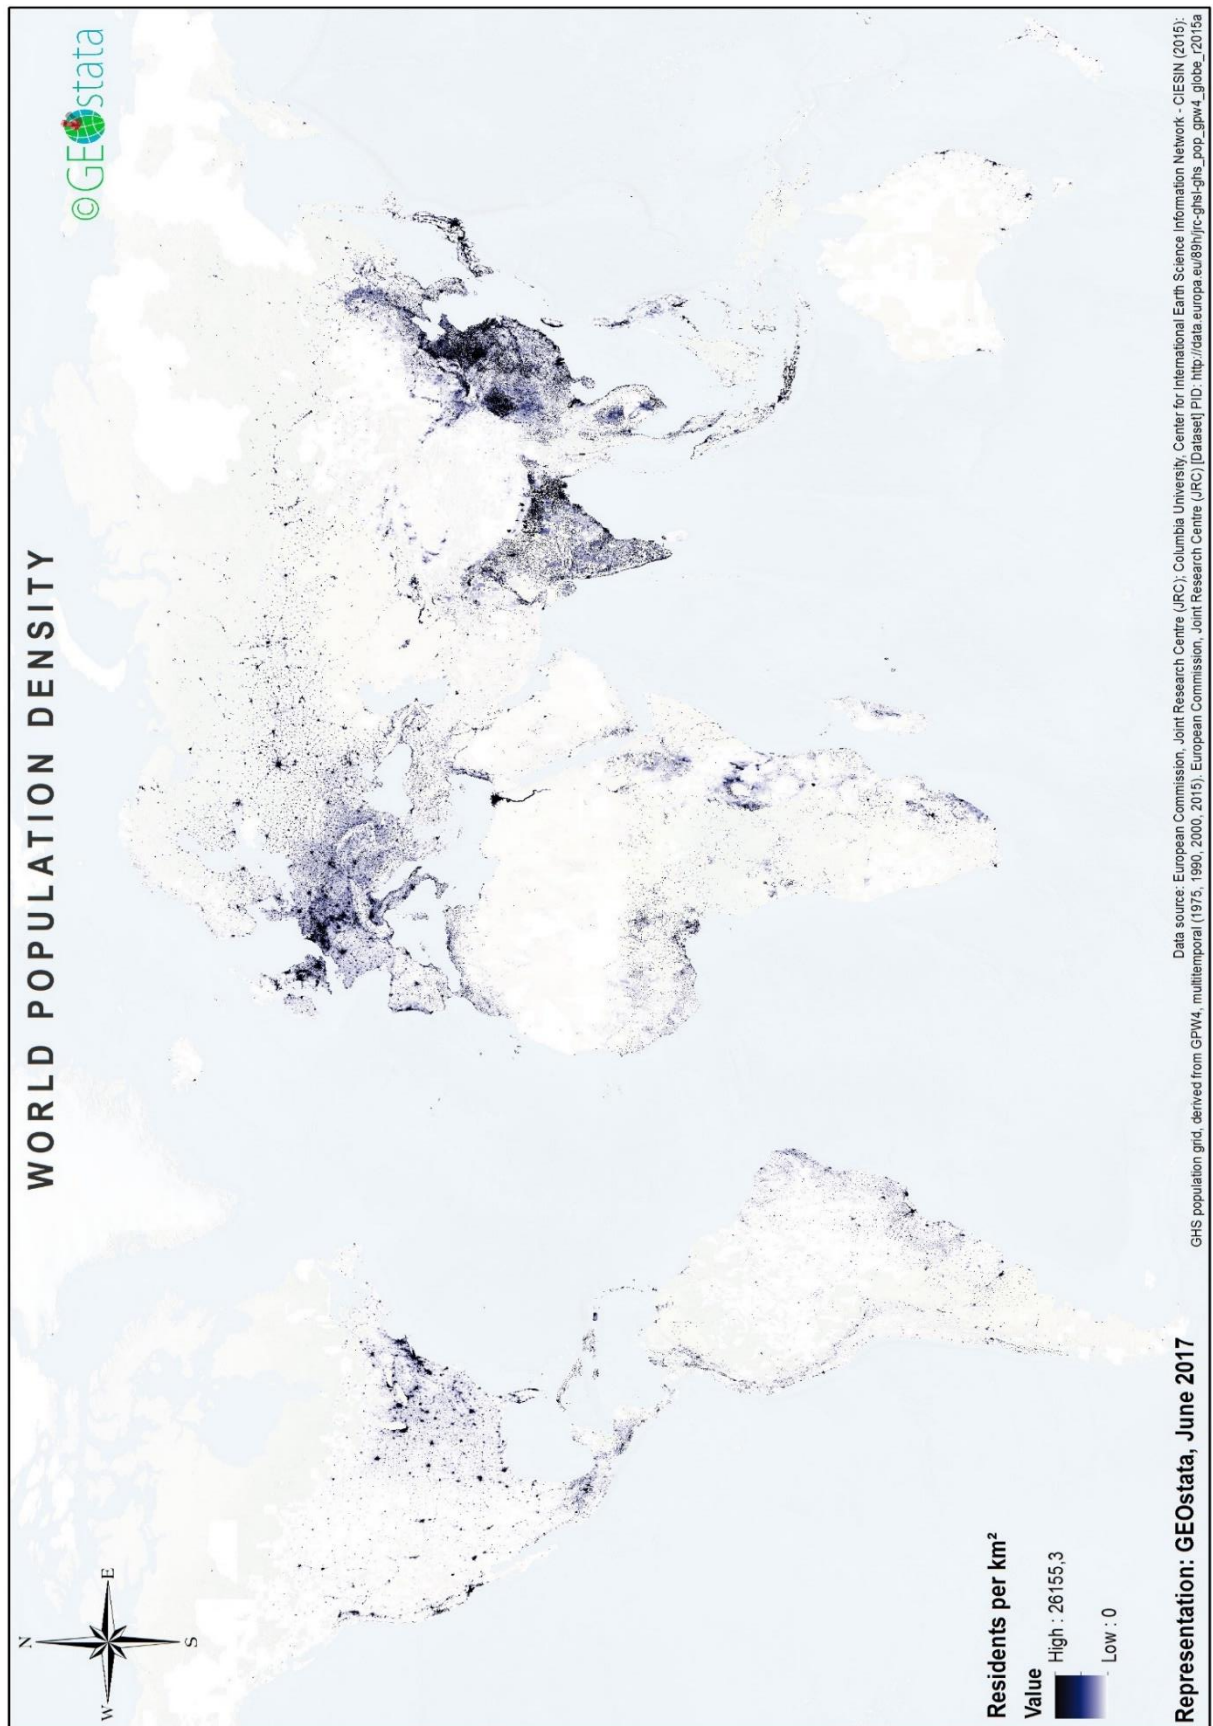 WORLD POPULATION DENSITY
©GEOstata
N
W
E
S
Residents per km²
Value
High : 26155,3
Low : 0
Representation: GEOstata, June 2017
Data source: European Commission, Joint Research Centre (JRC); Columbia University, Center for International Earth Science Information Network - CIESIN (2015):
GHS population grid, derived from GPW4, multitemporal (1975, 1990, 2000, 2015). European Commission, Joint Research Centre (JRC) [Dataset] PID: http://data.europa.eu/89h/jrc-ghsl-ghs_pop_gpw4_globe_r2015a